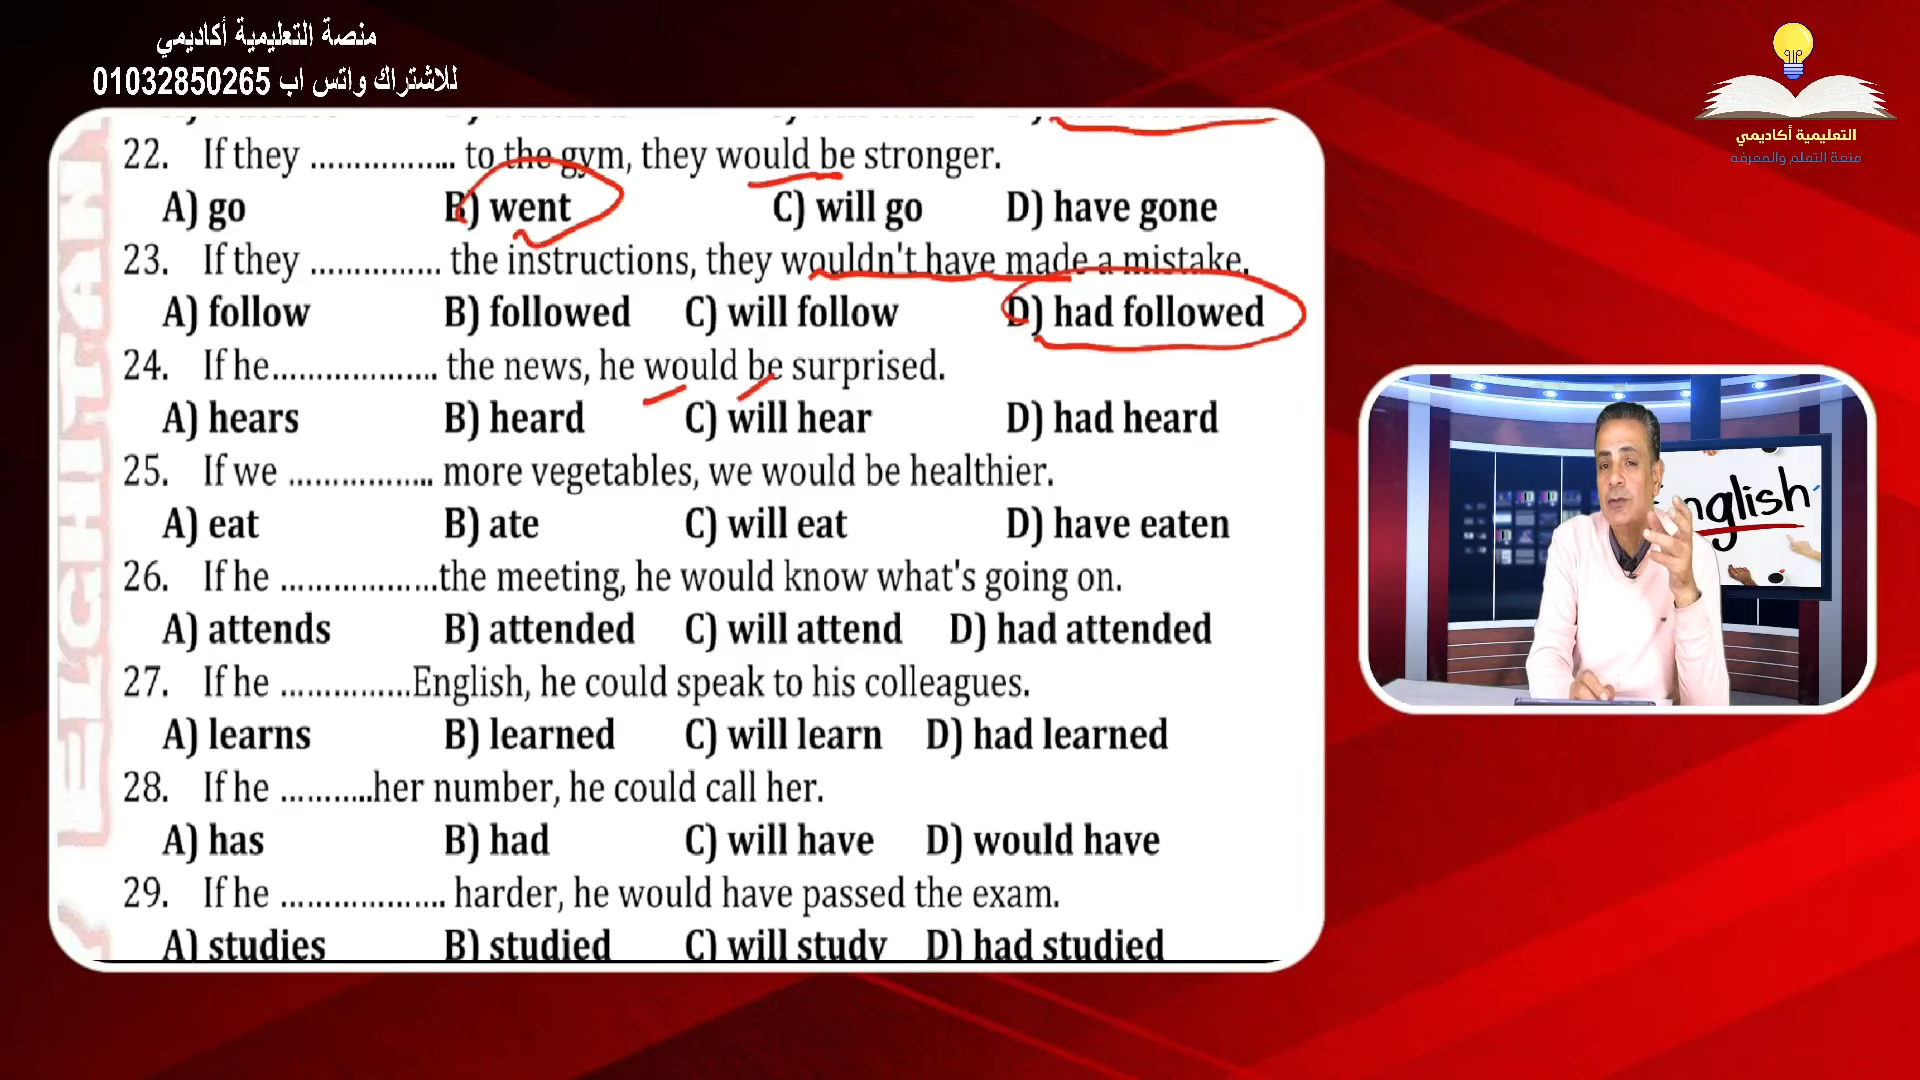 منصة التعليمية أكاديمي
للاشتراك واتس اب 01032850265
التعليمية أكاديمي
متعة التعلم والمعرفه
22. If they ................. to the gym, they would be stronger.
A) go B) went C) will go D) have gone
23. If they ............... the instructions, they wouldn't have made a mistake.
A) follow B) followed C) will follow D) had followed
24. If he................... the news, he would be surprised.
A) hears B) heard C) will hear D) had heard
25. If we ................. more vegetables, we would be healthier.
A) eat B) ate C) will eat D) have eaten
26. If he ..................the meeting, he would know what's going on.
A) attends B) attended C) will attend D) had attended
27. If he ...............English, he could speak to his colleagues.
A) learns B) learned C) will learn D) had learned
28. If he ...........her number, he could call her.
A) has B) had C) will have D) would have
29. If he ................... harder, he would have passed the exam.
A) studies B) studied C) will study D) had studied
EIGHITAN